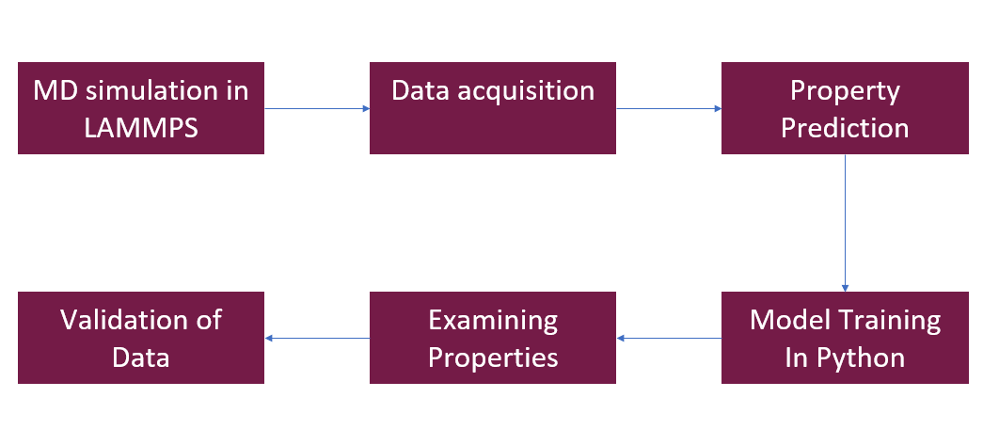 MD simulation in
LAMMPS
Data acquisition
Property
Prediction
Model Training
In Python
Examining
Properties
Validation of
Data